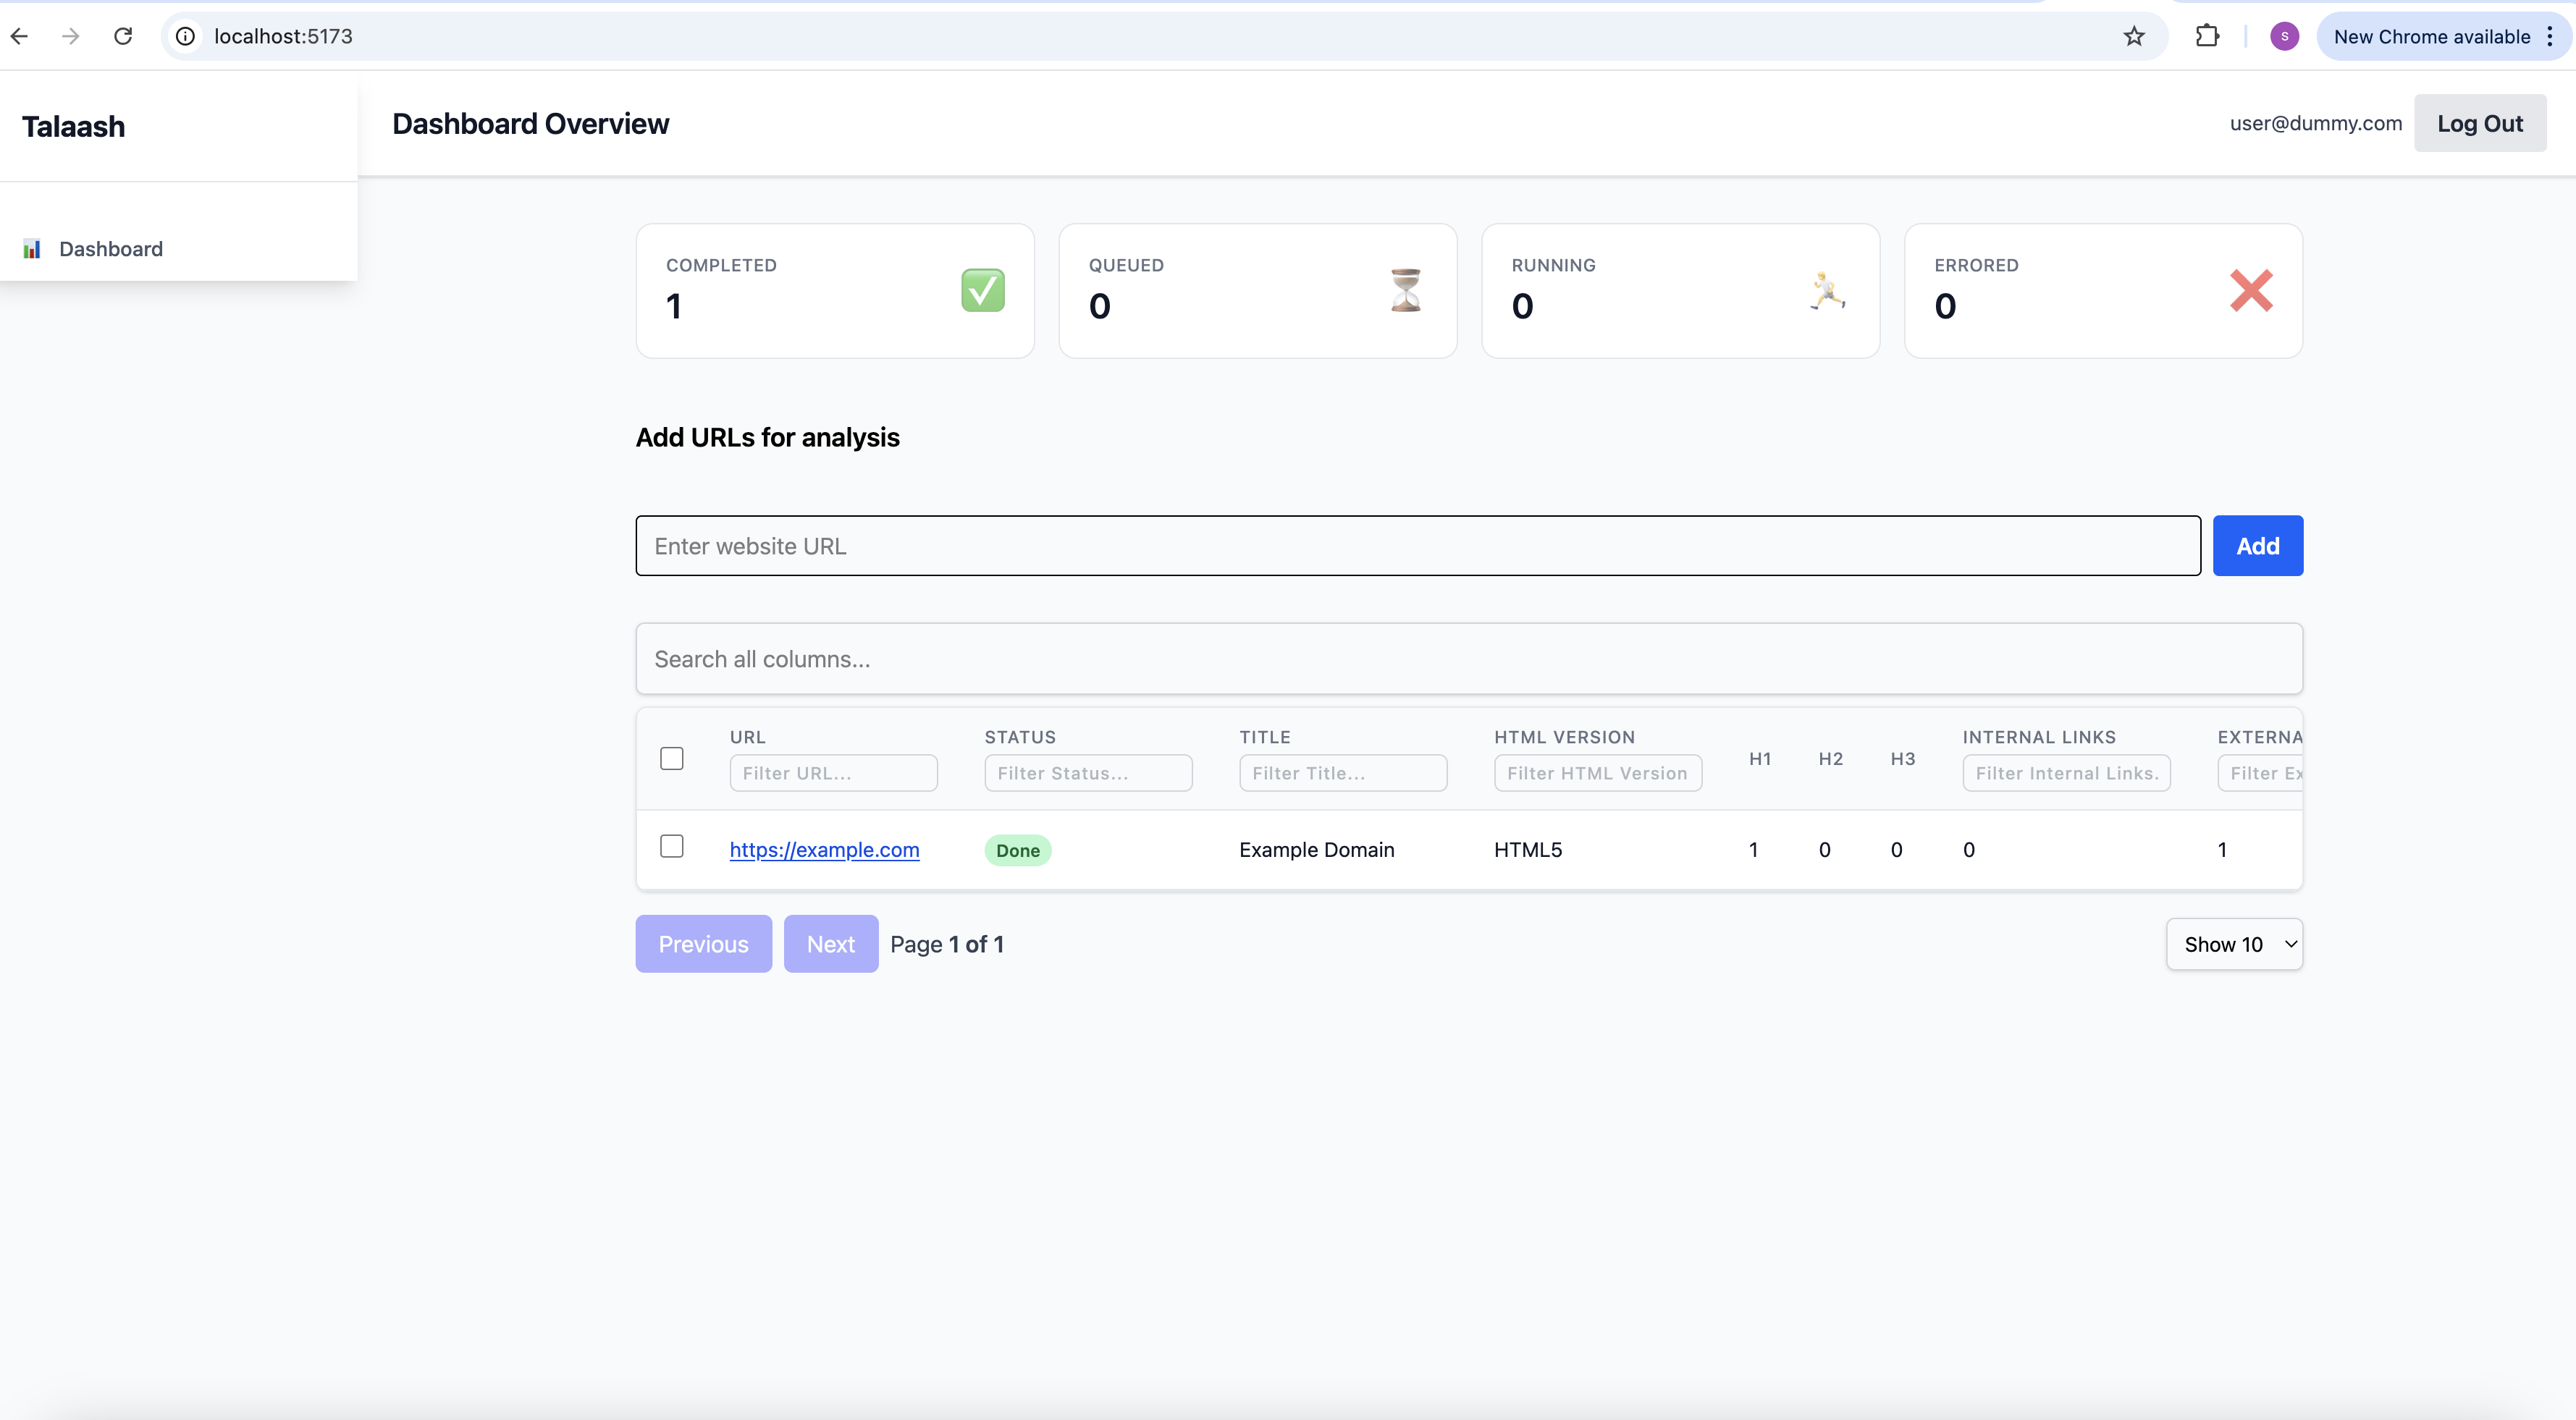 localhost:5173
S
New Chrome available
Talaash
Dashboard Overview
user@dummy.com
Log Out
Dashboard
COMPLETED
1
QUEUED
0
RUNNING
0
ERRORED
0
Add URLs for analysis
Enter website URL
Add
Search all columns...
URL STATUS TITLE HTML VERSION H1 H2 H3 INTERNAL LINKS EXTERNA
Filter URL... Filter Status... Filter Title... Filter HTML Version Filter Internal Links. Filter Ex
https://example.com Done Example Domain HTML5 1 0 0 0 1
Previous Next Page 1 of 1 Show 10